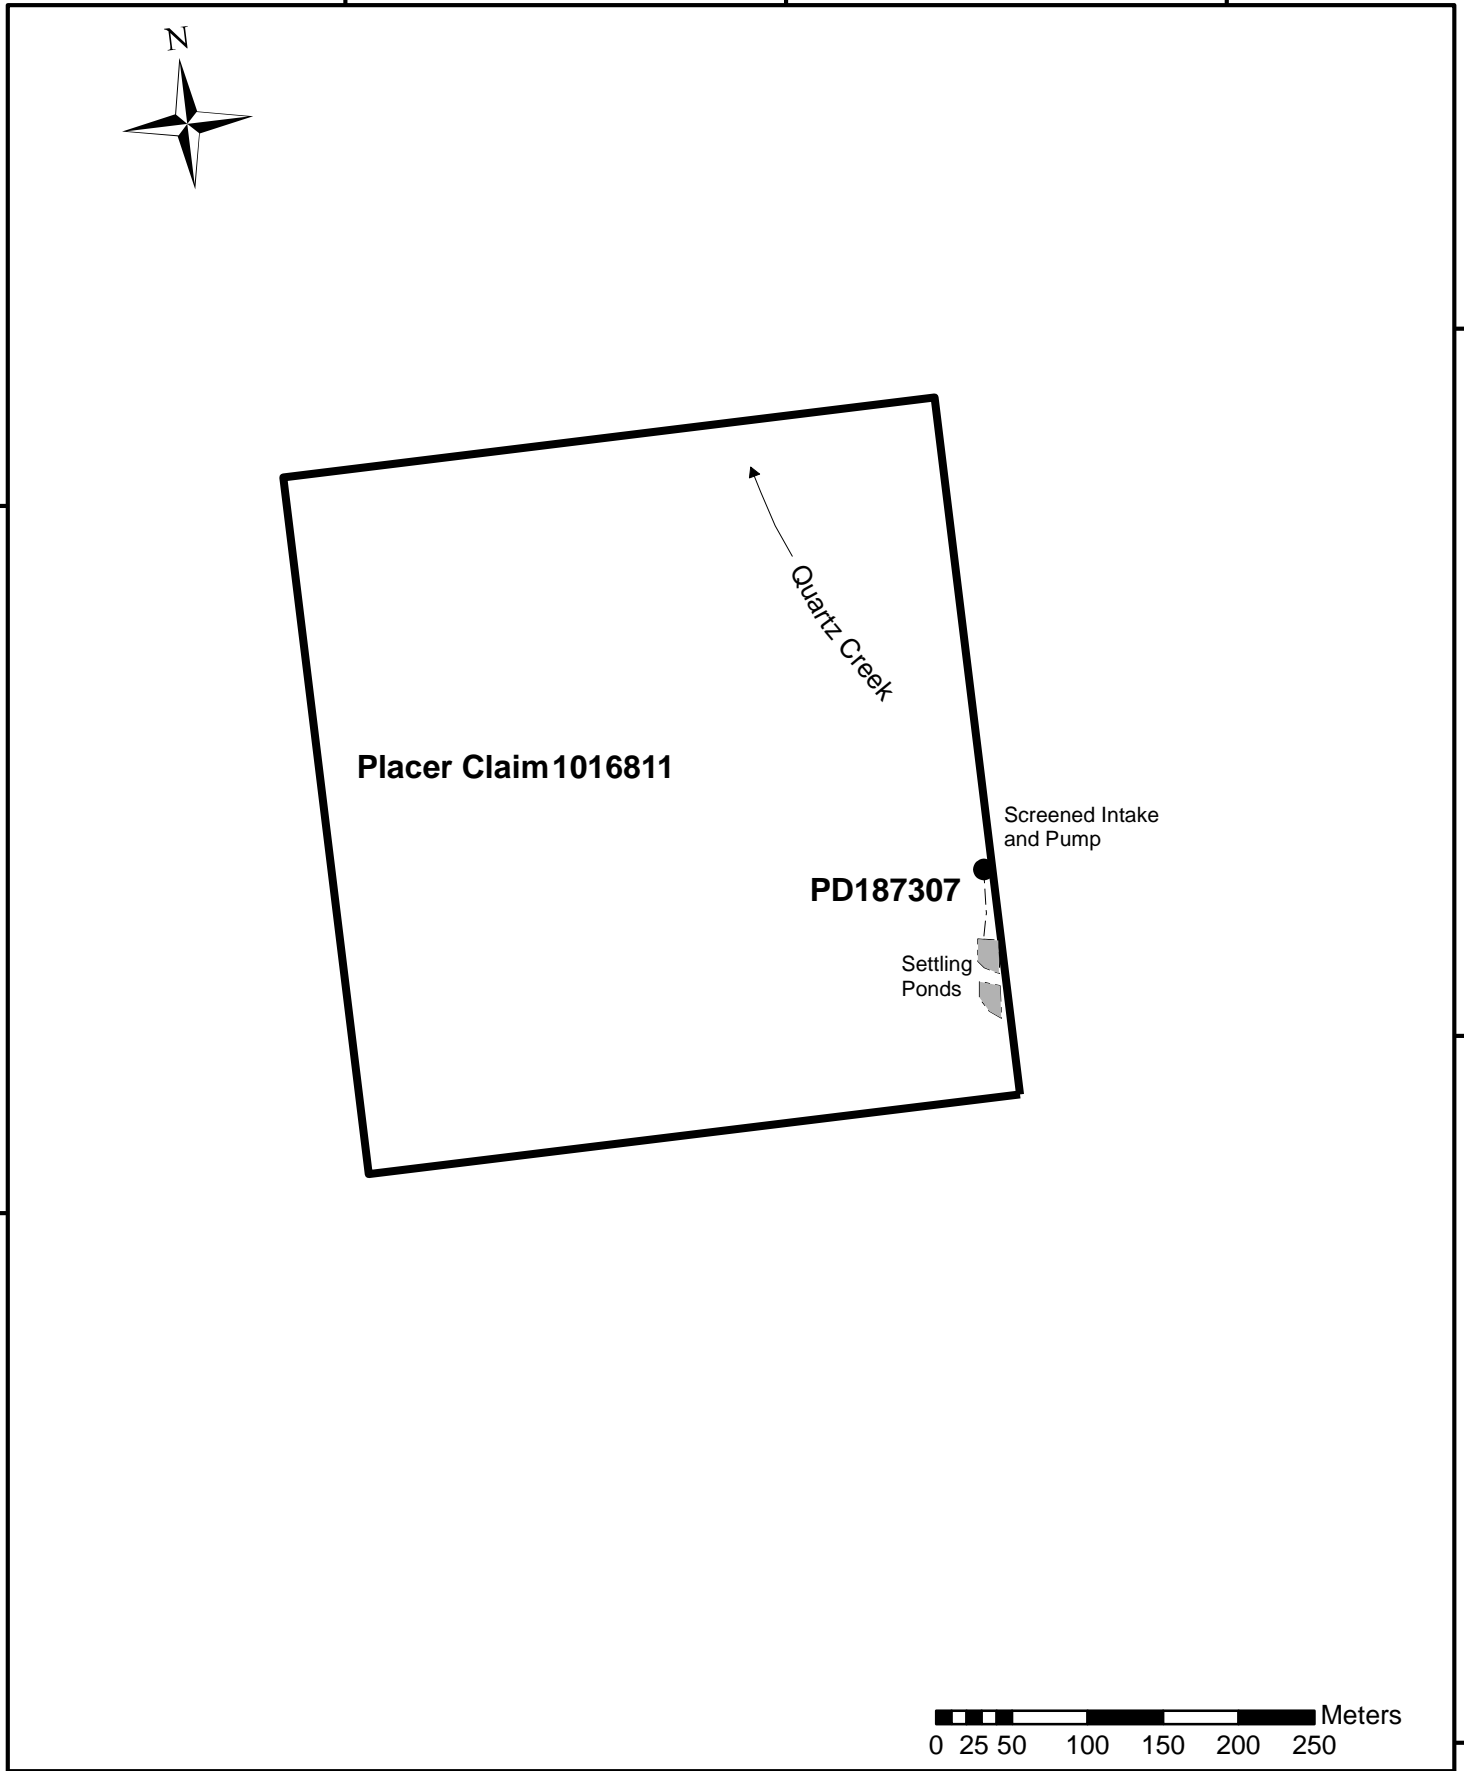 N
Quartz Creek
Placer Claim 1016811
Screened Intake
and Pump
PD187307
Settling
Ponds
Meters
0 25 50 100 150 200 250